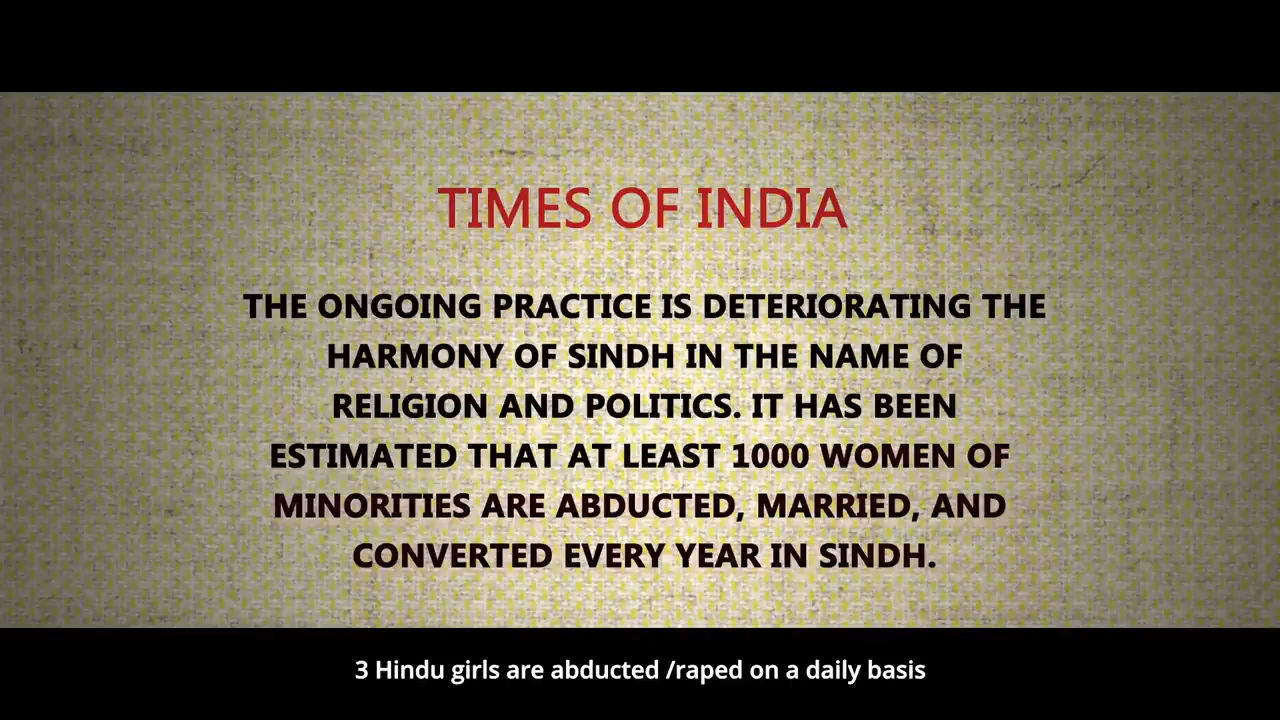 TIMES OF INDIA
THE ONGOING PRACTICE IS DETERIORATING THE
HARMONY OF SINDH IN THE NAME OF
RELIGION AND POLITICS. IT HAS BEEN
ESTIMATED THAT AT LEAST 1000 WOMEN OF
MINORITIES ARE ABDUCTED, MARRIED, AND
CONVERTED EVERY YEAR IN SINDH.
3 Hindu girls are abducted /raped on a daily basis